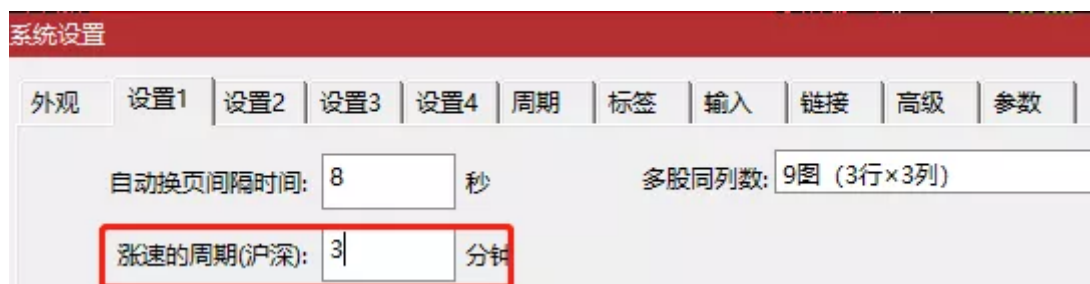 系统设置
外观 设置1 设置2 设置3 设置4 周期 标签 输入 链接 高级 参数
自动换页间隔时间: 8 秒 多股同列数: 9图 (3行×3列)
涨速的周期(沪深): 3 分钟